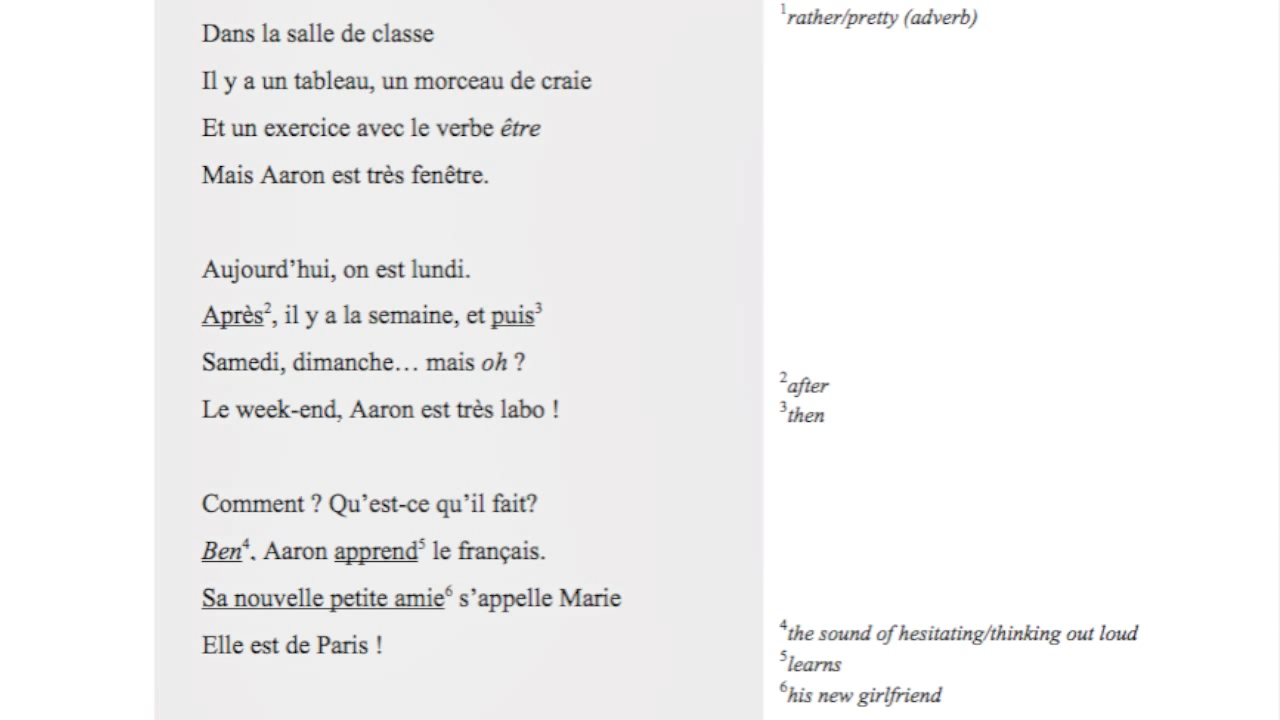 Dans la salle de classe
Il y a un tableau, un morceau de craie
Et un exercice avec le verbe être
Mais Aaron est très fenêtre.
Aujourd’hui, on est lundi.
Après², il y a la semaine, et puis³
Samedi, dimanche… mais oh ?
Le week-end, Aaron est très labo !
Comment ? Qu’est-ce qu’il fait?
Ben⁴. Aaron apprend⁵ le français.
Sa nouvelle petite amie⁶ s’appelle Marie
Elle est de Paris !
¹rather/pretty (adverb)
²after
³then
⁴the sound of hesitating/thinking out loud
⁵learns
⁶his new girlfriend